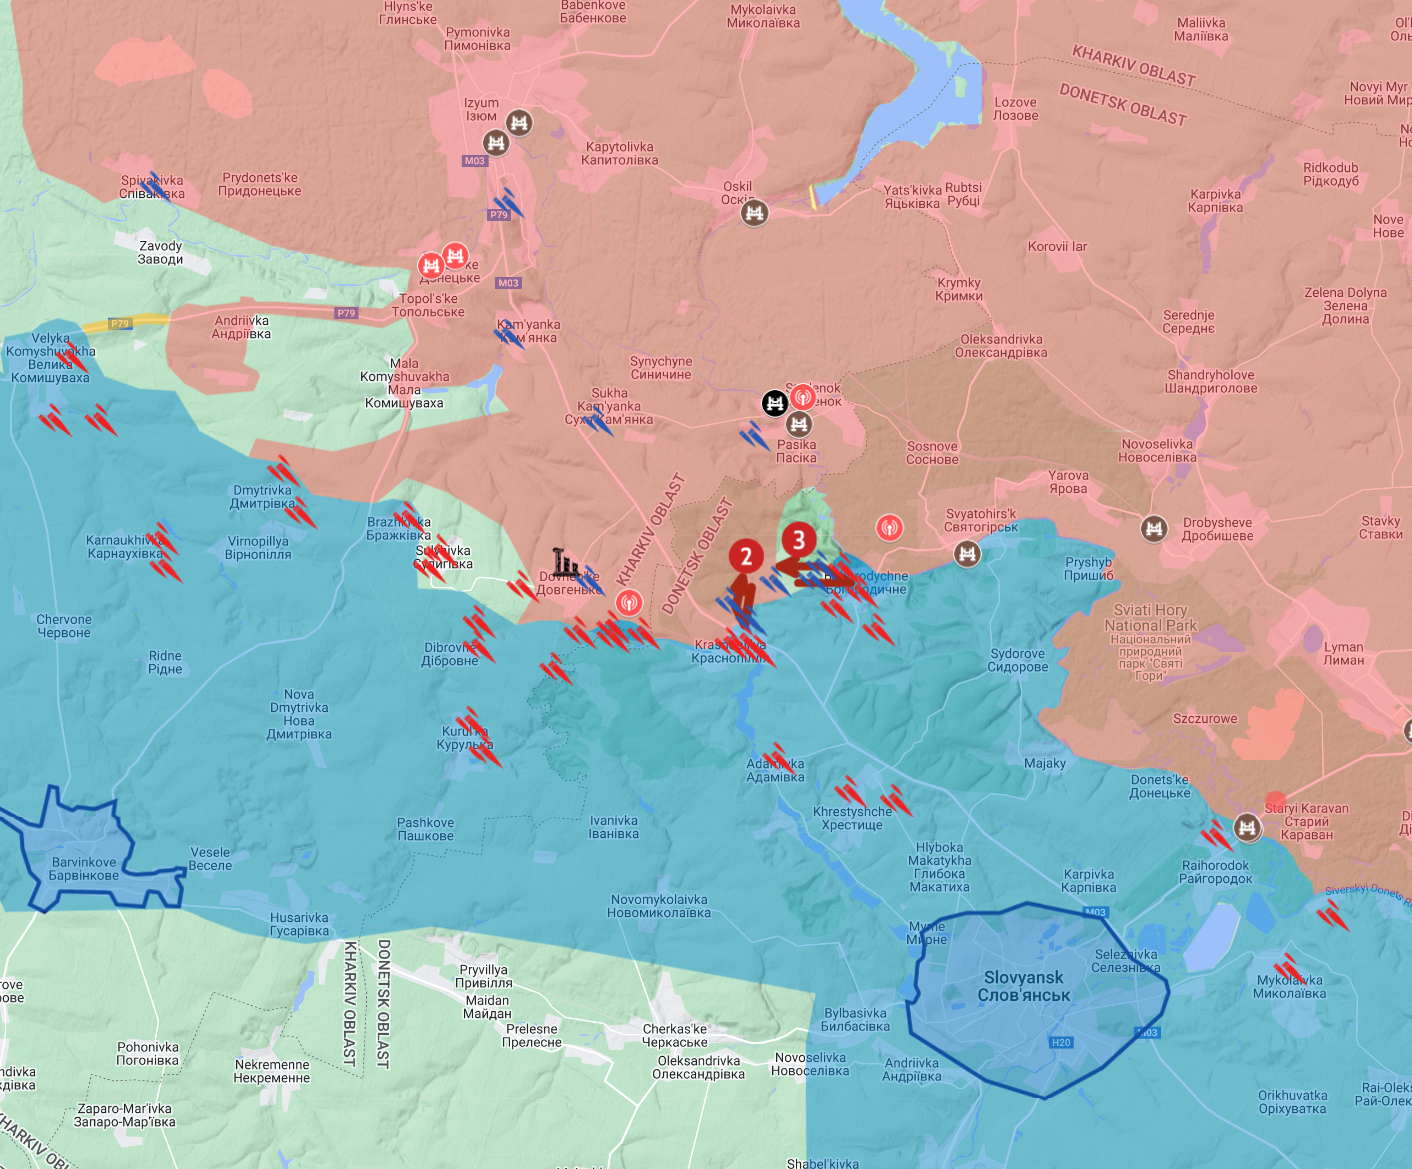 Hlyns'ke
Глинське
Babenkove
Бабенкове
Mykolaivka
Миколаївка
Maliivka
Маліївка
Pymonivka
Пимонівка
KHARKIV OBLAST
DONETSK OBLAST
Novyi Myr
Новий Мир
Izyum
Ізюм
Lozove
Лозове
M03
Kapytolivka
Капитолівка
Spivakivka
Співаківка
Prydonets'ke
Придонецьке
Oskil
Оскіл
Yats'kivka
Яцьківка
Rubtsi
Рубці
Ridkodub
Рідкодуб
Karpivka
Карпівка
P79
Nove
Нове
Zavody
Заводи
Korovii Iar
M03
Topol's'ke
Топольське
Krymky
Кримки
Zelena Dolyna
Зелена
Долина
P79
P79
Andriivka
Андріївка
Serednje
Середнє
Kam'yanka
Кам'янка
Velyka
Komyshuvakha
Велика
Комишуваха
Oleksandrivka
Олександрівка
Mala
Komyshuvakha
Мала
Комишуваха
Synychyne
Синичине
Shandryholove
Шандриголове
Sukha
Kam'yanka
Суха Кам'янка
Pasika
Пасіка
Sosnove
Соснове
Novoselivka
Новоселівка
Yarova
Ярова
Dmytrivka
Дмитрівка
Svyatohirs'k
Святогірськ
Drobysheve
Дробишеве
Stavky
Ставки
Brazhkivka
Бражківка
Karnaukhivka
Карнаухівка
Virnopillya
Вірнопілля
Sulyhivka
Сулигівка
KHARKIV OBLAST
DONETSK OBLAST
2
3
Dovhen'ke
Довгеньке
Bohorodychne
Богородичне
Pryshyb
Пришиб
Chervone
Червоне
Sviati Hory
National Park
Національний
природний
парк "Святі
Гори"
Ridne
Рідне
Dibrovne
Дібровне
Krasnopillya
Краснопілля
Sydorove
Сидорове
Lyman
Лиман
Nova
Dmytrivka
Нова
Дмитрівка
Kurul'ka
Курулька
Szczurowe
Adamivka
Адамівка
Majaky
Donets'ke
Донецьке
Khrestyshche
Хрестище
Staryi Karavan
Старий
Караван
Pashkove
Пашкове
Ivanivka
Іванівка
Vesele
Веселе
Barvinkove
Барвінкове
Hlyboka
Makatykha
Глибока
Макатиха
Karpivka
Карпівка
Raihorodok
Райгородок
Siverskyi Donets R
Husarivka
Гусарівка
Novomykolaivka
Новомиколаївка
M03
Myrne
Мирне
Seleznivka
Селезнівка
KHARKIV OBLAST
DONETSK OBLAST
Slovyansk
Слов'янськ
Mykolaivka
Миколаївка
Pryvillya
Привілля
Maidan
Майдан
Prelesne
Прелесне
Cherkas'ke
Черкаське
Bylbasivka
Билбасівка
M03
H20
Pohonivka
Погонівка
Nekremenne
Некременне
Oleksandrivka
Олександрівка
Novoselivka
Новоселівка
Andriivka
Андріївка
Zaparo-Mar'ivka
Запаро-Мар'ївка
Orikhuvatka
Оріхуватка
Rai-Oleks
Рай-Олек
KHARKIV OBL
Shabel'kivka